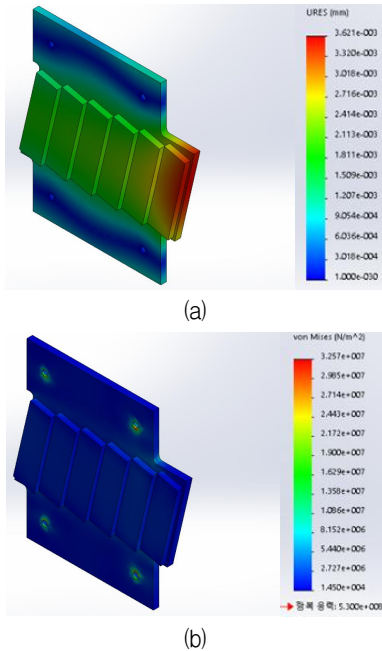 URES (mm)
3.621e-003
3.320e-003
3.018e-003
2.716e-003
2.414e-003
2.113e-003
1.811e-003
1.509e-003
1.207e-003
9.054e-004
6.036e-004
3.018e-004
1.000e-030
(a)
von Mises (N/m^2)
3.257e+007
2.985e+007
2.714e+007
2.443e+007
2.172e+007
1.900e+007
1.629e+007
1.358e+007
1.086e+007
8.152e+006
5.440e+006
2.727e+006
1.450e+004
항복 응력: 5.300e+008
(b)